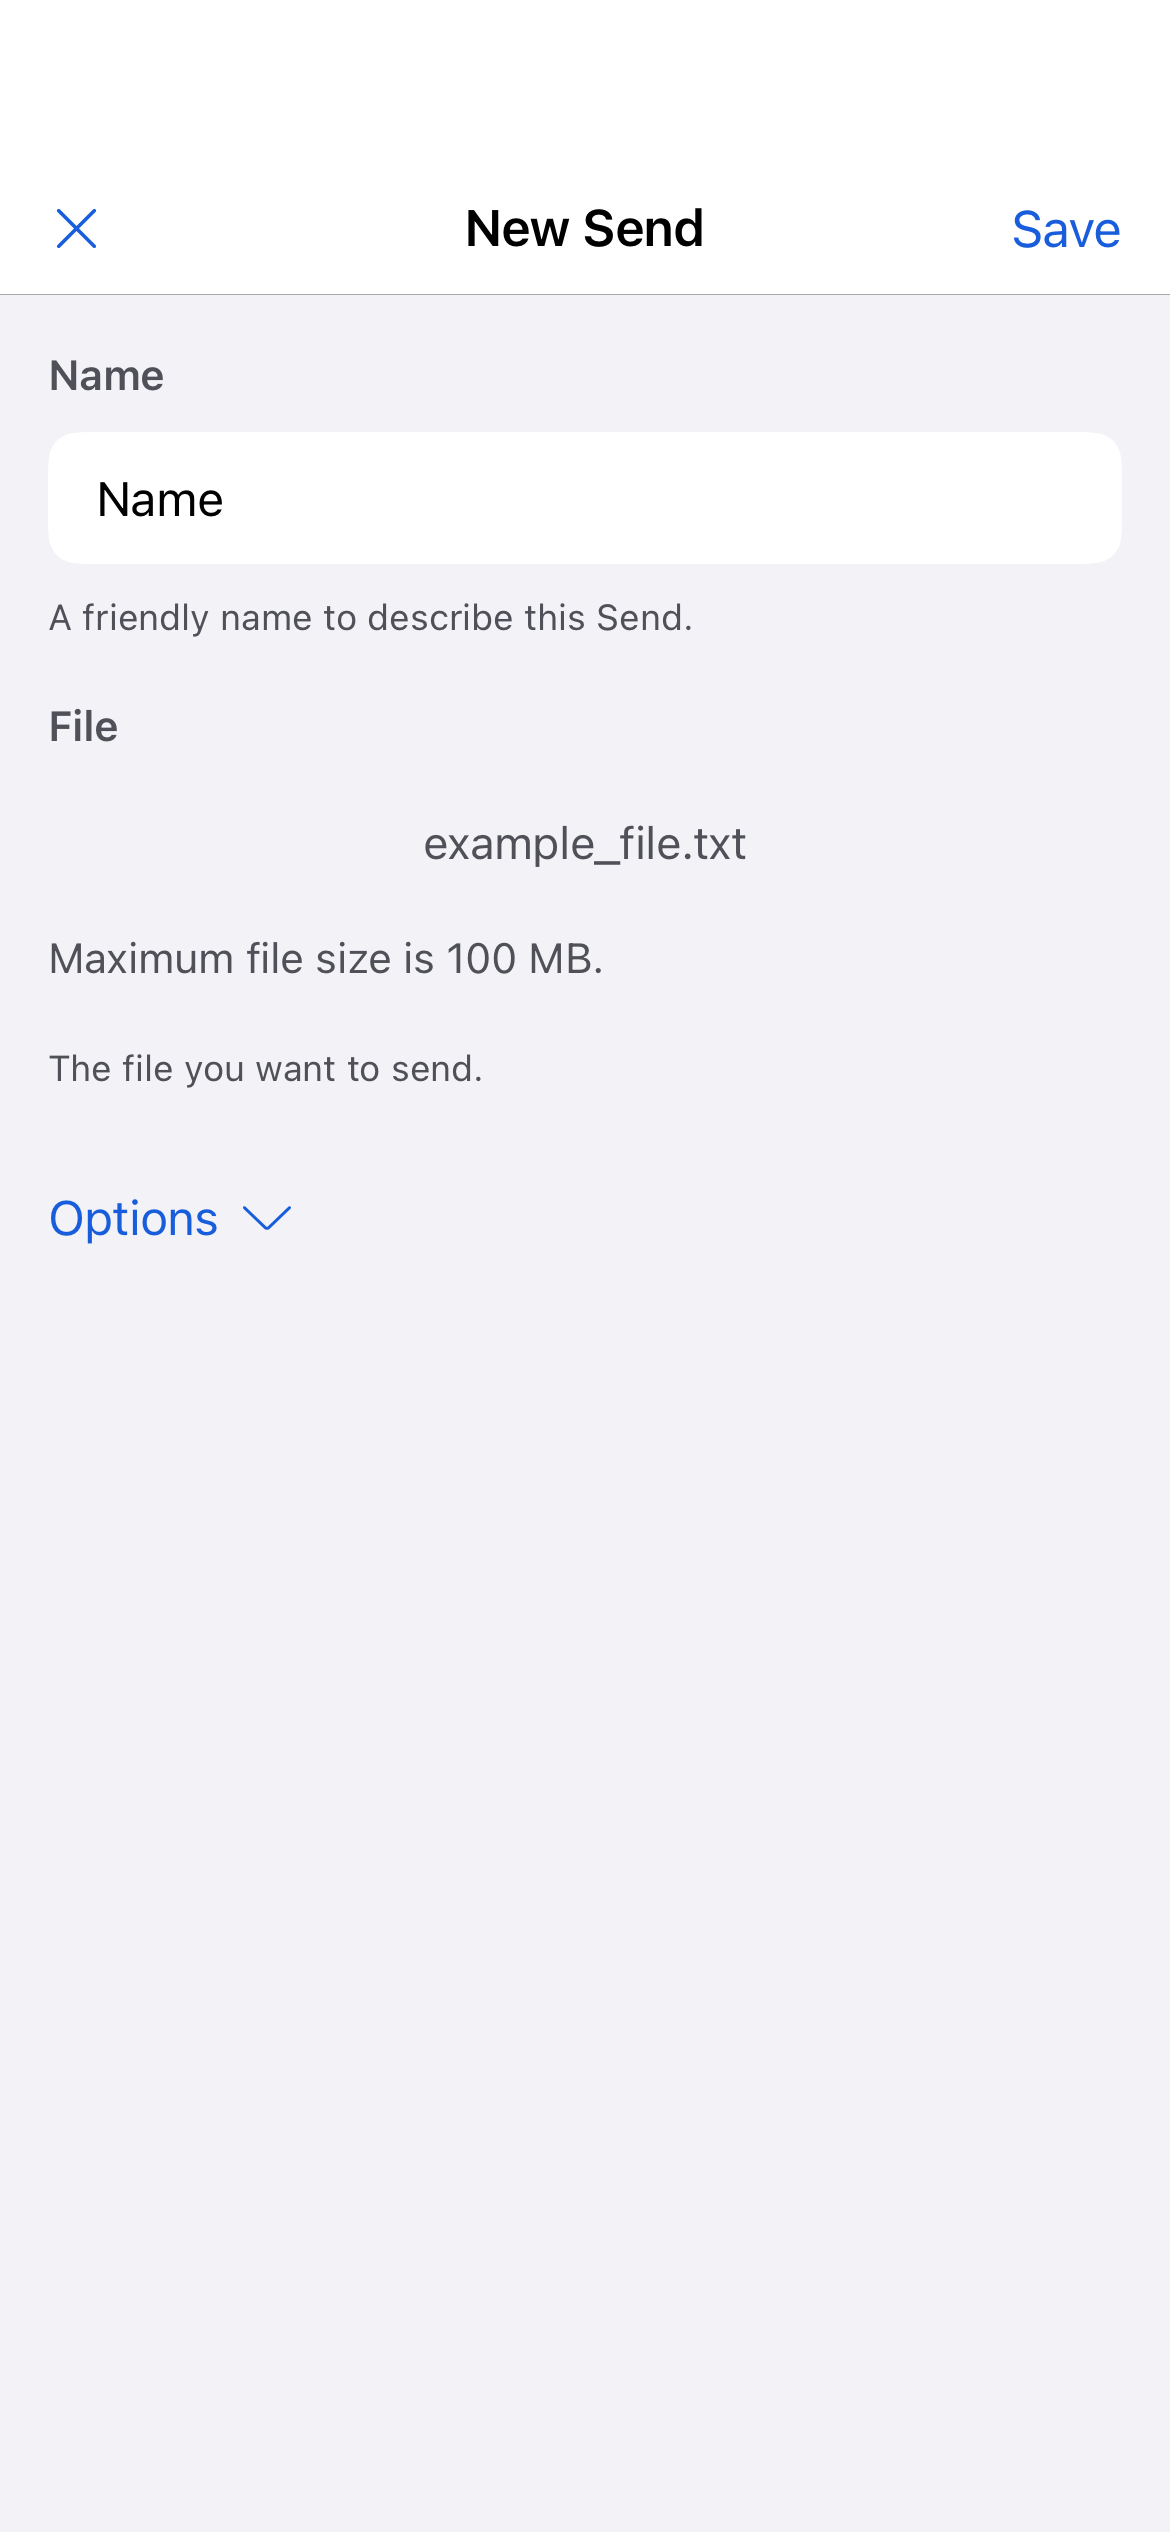 New Send
Save
Name
Name
A friendly name to describe this Send.
File
example_file.txt
Maximum file size is 100 MB.
The file you want to send.
Options